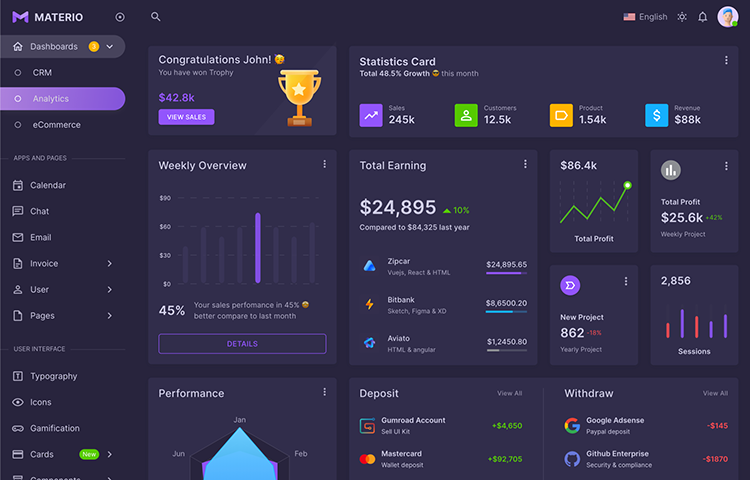 MATERIO
English
Dashboards
3
CRM
Analytics
eCommerce
APPS AND PAGES
Calendar
Chat
Email
Invoice
User
Pages
USER INTERFACE
Typography
Icons
Gamification
Cards
New
Components
Congratulations John! 🥳
You have won Trophy
$42.8k
VIEW SALES
Statistics Card
Total 48.5% Growth 😎 this month
Sales
245k
Customers
12.5k
Product
1.54k
Revenue
$88k
Weekly Overview
$90
$60
$30
$0
45%
Your sales perfomance in 45% 🤩
better compare to last month
DETAILS
Total Earning
$24,895
10%
Compared to $84,325 last year
Zipcar
Vuejs, React & HTML
$24,895.65
Bitbank
Sketch, Figma & XD
$8,6500.20
Aviato
HTML & angular
$1,2450.80
$86.4k
Total Profit
Total Profit
$25.6k +42%
Weekly Project
New Project
862 -18%
Yearly Project
2,856
Sessions
Performance
Jan
Jun
Feb
Deposit
View All
Gumroad Account
Sell UI Kit
+$4,650
Mastercard
Wallet deposit
+$92,705
Withdraw
View All
Google Adsense
Paypal deposit
-$145
Github Enterprise
Security & compliance
-$1870